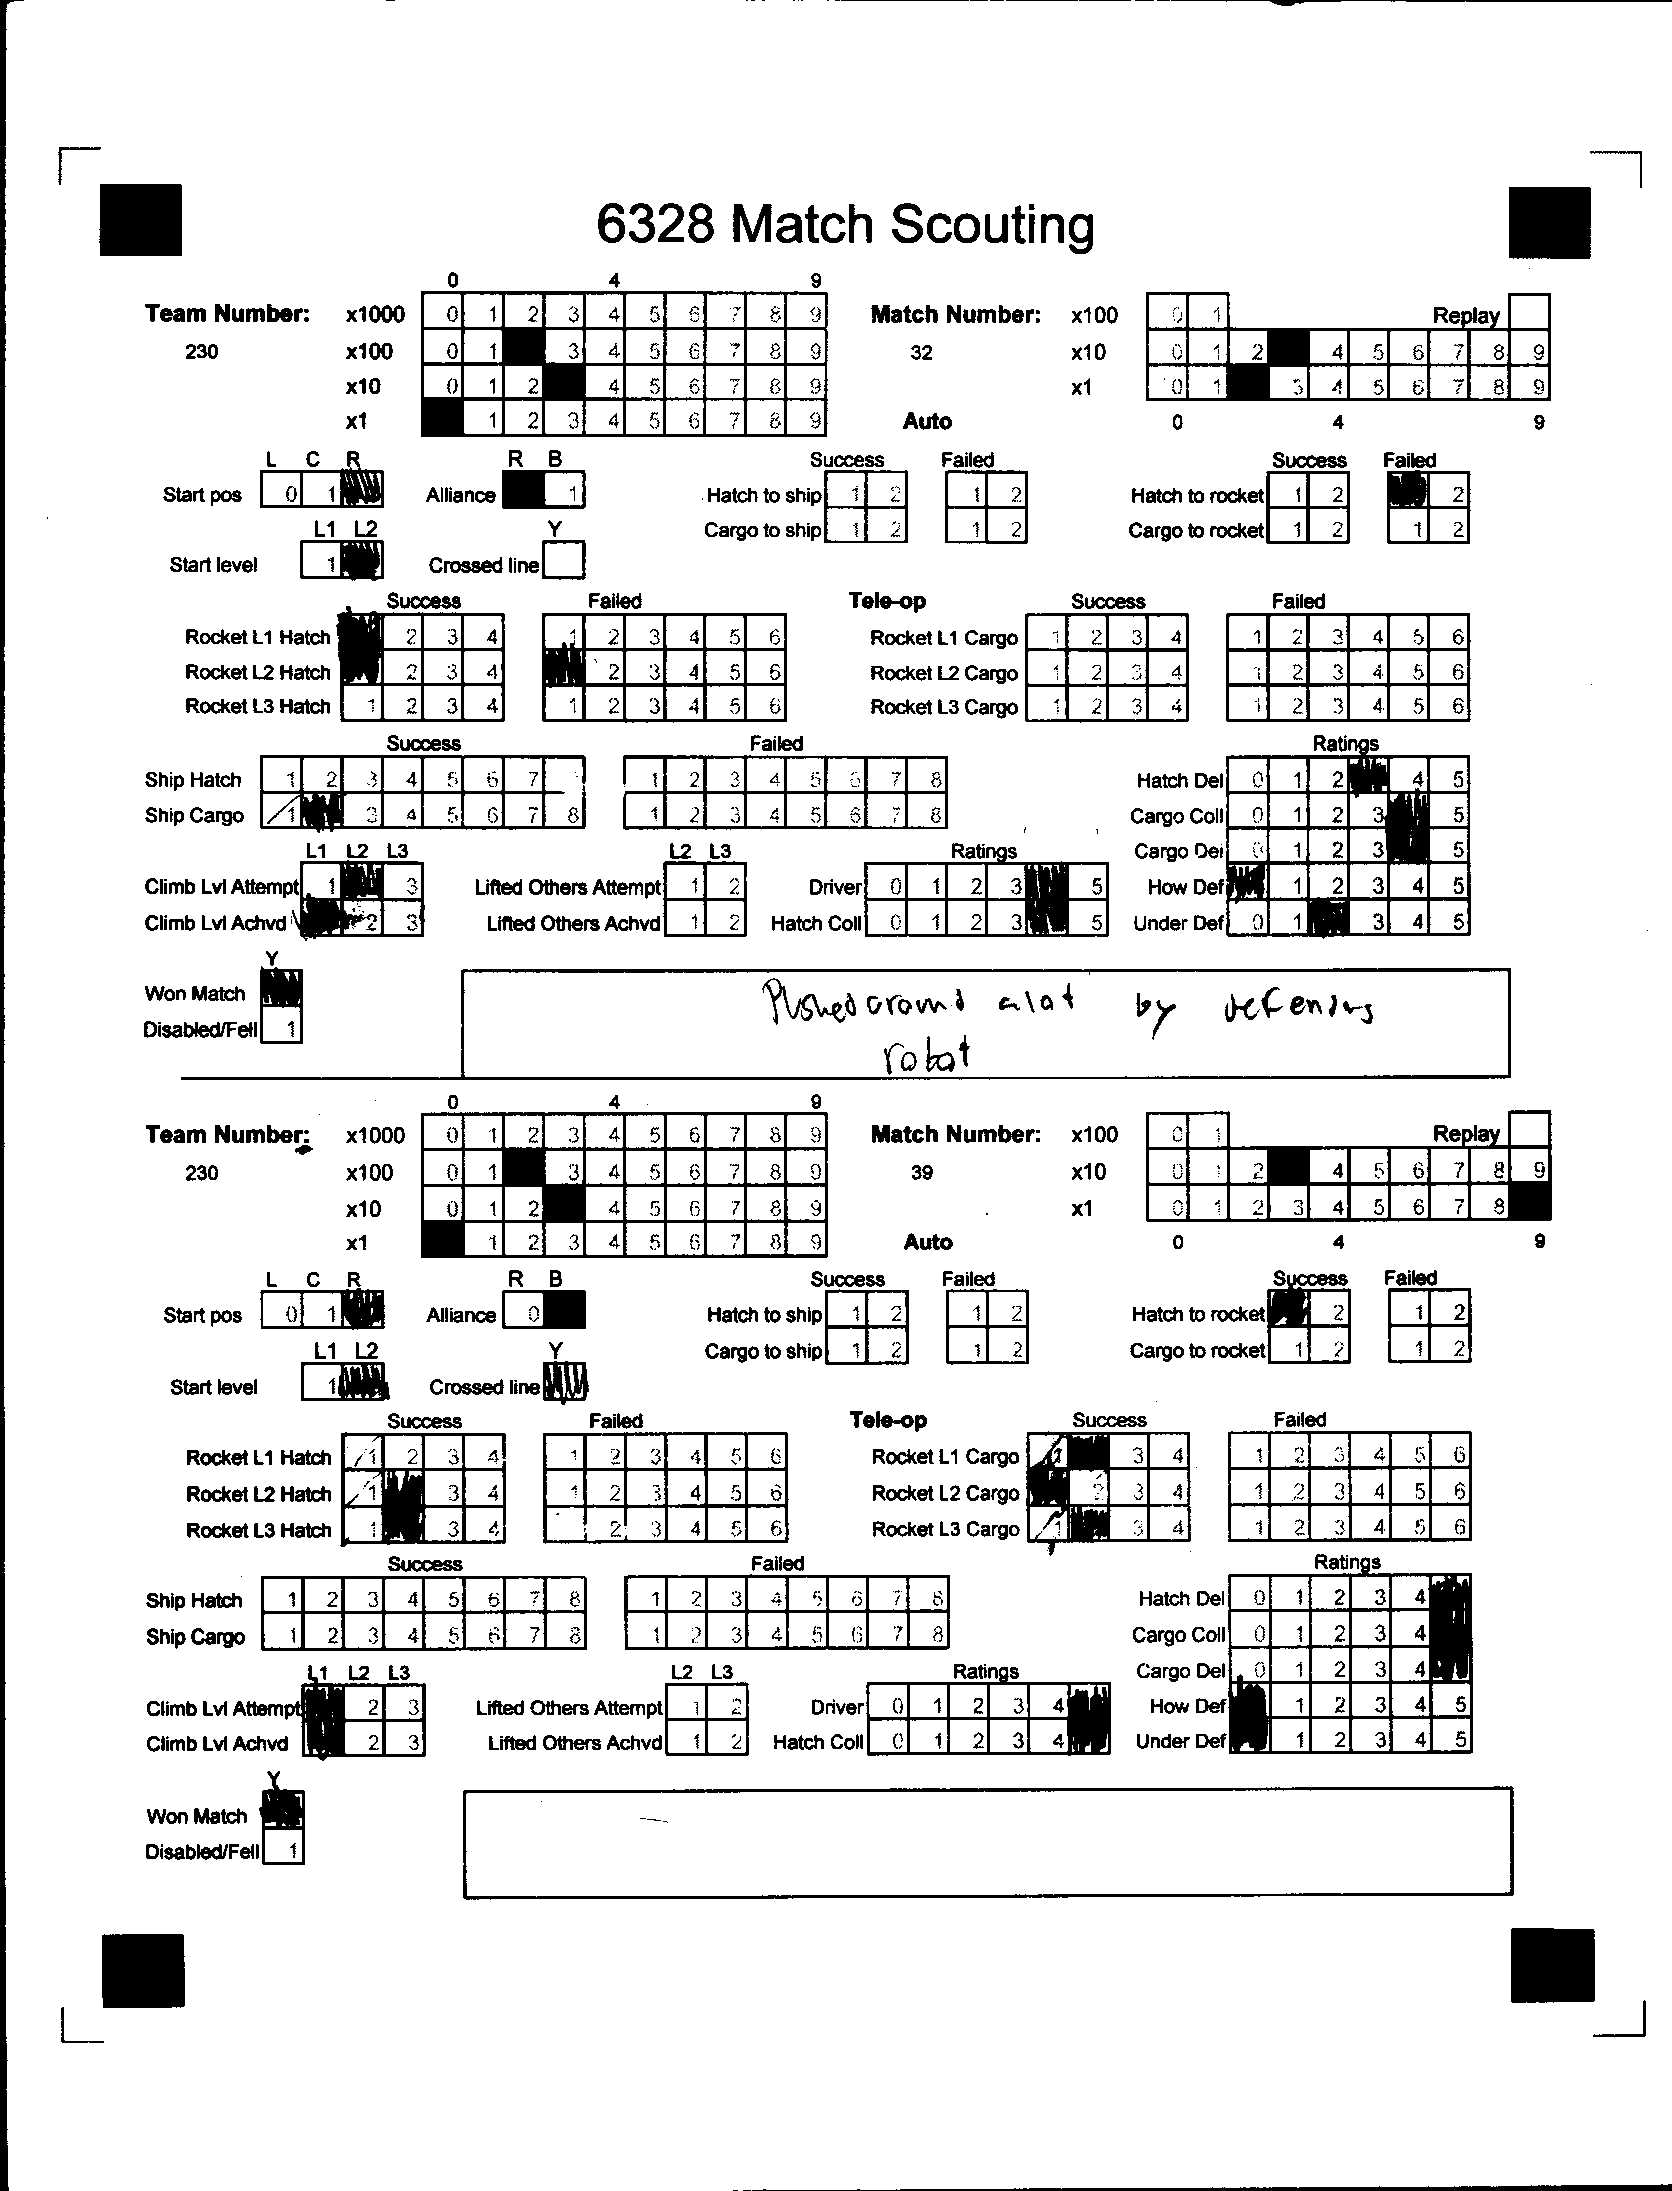 6328 Match Scouting
0 4 9
Team Number: x1000 0 1 2 3 4 5 6 7 8 9 Match Number: x100 0 1 Replay
230 x100 0 1 3 4 5 6 7 8 9 32 x10 0 1 2 4 5 6 7 8 9
x10 0 1 2 4 5 6 7 8 9 x1 0 1 3 4 5 6 7 8 9
x1 1 2 3 4 5 6 7 8 9 Auto 0 4 9
L C R R B Success Failed Success Failed
Start pos 0 1 Alliance 1 Hatch to ship 1 2 1 2 Hatch to rocket 1 2 2
L1 L2 Y Cargo to ship 1 2 1 2 Cargo to rocket 1 2 1 2
Start level 1 Crossed line
Success Failed Tele-op Success Failed
Rocket L1 Hatch 2 3 4 1 2 3 4 5 6 Rocket L1 Cargo 1 2 3 4 1 2 3 4 5 6
Rocket L2 Hatch 2 3 4 2 3 4 5 6 Rocket L2 Cargo 1 2 3 4 1 2 3 4 5 6
Rocket L3 Hatch 1 2 3 4 1 2 3 4 5 6 Rocket L3 Cargo 1 2 3 4 1 2 3 4 5 6
Success Failed Ratings
Ship Hatch 1 2 3 4 5 6 7 1 2 3 4 5 6 7 8 Hatch Del 0 1 2 4 5
Ship Cargo 1 3 4 5 6 7 8 1 2 3 4 5 6 7 8 Cargo Coll 0 1 2 3 5
L1 L2 L3 L2 L3 Ratings Cargo Del 0 1 2 3 5
Climb Lvl Attempt 1 3 Lifted Others Attempt 1 2 Driver 0 1 2 3 5 How Def 1 2 3 4 5
Climb Lvl Achvd 2 3 Lifted Others Achvd 1 2 Hatch Coll 0 1 2 3 5 Under Def 0 1 3 4 5
Y
Won Match Pushed around alot by defending
Disabled/Fell 1 robot
0 4 9
Team Number: x1000 0 1 2 3 4 5 6 7 8 9 Match Number: x100 0 1 Replay
230 x100 0 1 3 4 5 6 7 8 9 39 x10 0 1 2 4 5 6 7 8 9
x10 0 1 2 4 5 6 7 8 9 x1 0 1 2 3 4 5 6 7 8
x1 1 2 3 4 5 6 7 8 9 Auto 0 4 9
L C R R B Success Failed Success Failed
Start pos 0 1 Alliance 0 Hatch to ship 1 2 1 2 Hatch to rocket 2 1 2
L1 L2 Y Cargo to ship 1 2 1 2 Cargo to rocket 1 2 1 2
Start level 1 Crossed line
Success Failed Tele-op Success Failed
Rocket L1 Hatch 1 2 3 4 1 2 3 4 5 6 Rocket L1 Cargo 1 3 4 1 2 3 4 5 6
Rocket L2 Hatch 1 3 4 1 2 3 4 5 6 Rocket L2 Cargo 2 3 4 1 2 3 4 5 6
Rocket L3 Hatch 1 3 4 2 3 4 5 6 Rocket L3 Cargo 1 3 4 1 2 3 4 5 6
Success Failed Ratings
Ship Hatch 1 2 3 4 5 6 7 8 1 2 3 4 5 6 7 8 Hatch Del 0 1 2 3 4
Ship Cargo 1 2 3 4 5 6 7 8 1 2 3 4 5 6 7 8 Cargo Coll 0 1 2 3 4
L1 L2 L3 L2 L3 Ratings Cargo Del 0 1 2 3 4
Climb Lvl Attempt 2 3 Lifted Others Attempt 1 2 Driver 0 1 2 3 4 How Def 1 2 3 4 5
Climb Lvl Achvd 2 3 Lifted Others Achvd 1 2 Hatch Coll 0 1 2 3 4 Under Def 1 2 3 4 5
Y
Won Match
Disabled/Fell 1